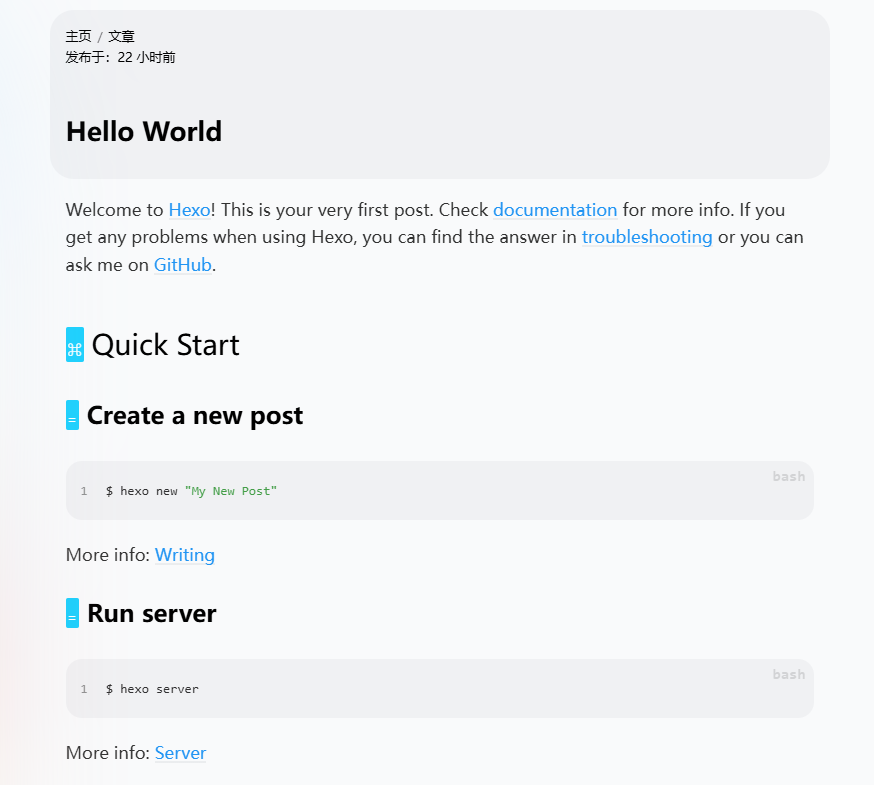 主页 / 文章
发布于：22 小时前
Hello World
Welcome to Hexo! This is your very first post. Check documentation for more info. If you
get any problems when using Hexo, you can find the answer in troubleshooting or you can
ask me on GitHub.
⌘ Quick Start
= Create a new post
bash
1 $ hexo new "My New Post"
More info: Writing
= Run server
bash
1 $ hexo server
More info: Server